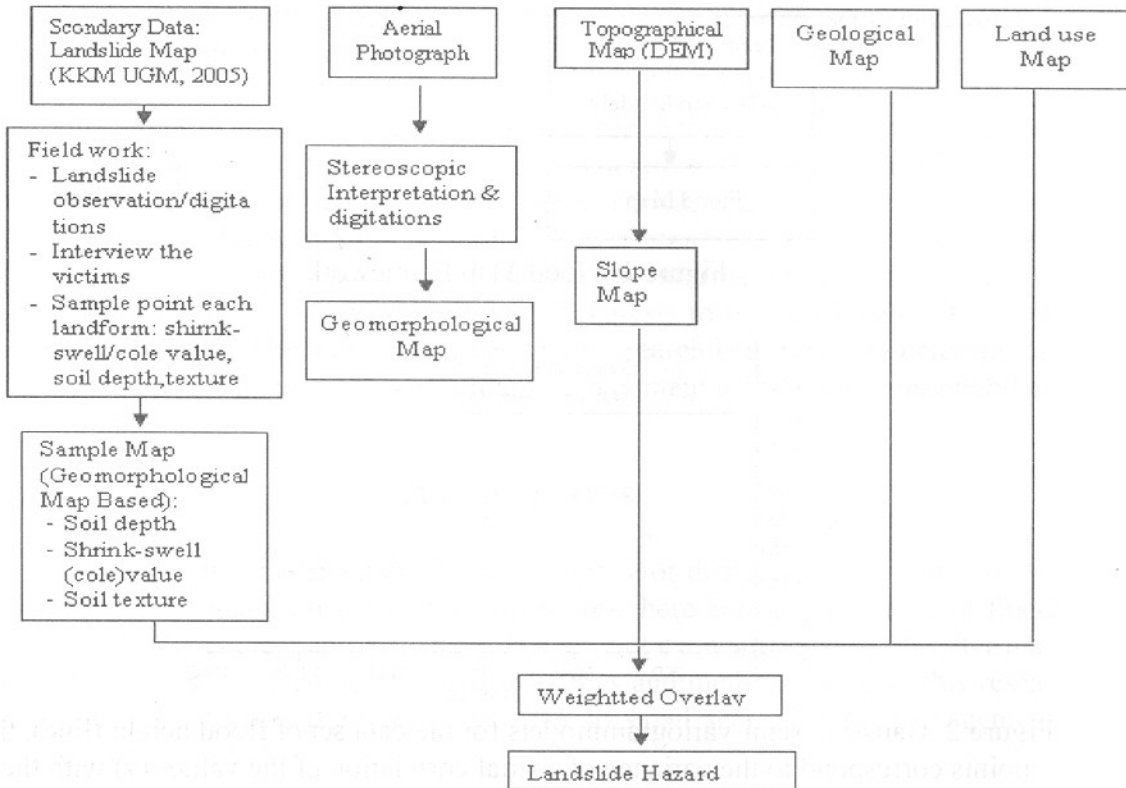 Scondary Data:
Landslide Map
(KKM UGM, 2005)
Aerial
Photograph
Topographical
Map (DEM)
Geological
Map
Land use
Map
Field work:
- Landslide
observation/digita
tions
- Interview the
victims
- Sample point each
landform: shirnk-
swell/cole value,
soil depth,texture
Stereoscopic
Interpretation &
digitations
Slope
Map
Geomorphological
Map
Sample Map
(Geomorphological
Map Based):
- Soil depth
- Shrink-swell
(cole)value
- Soil texture
Weightted Overlay
Landslide Hazard